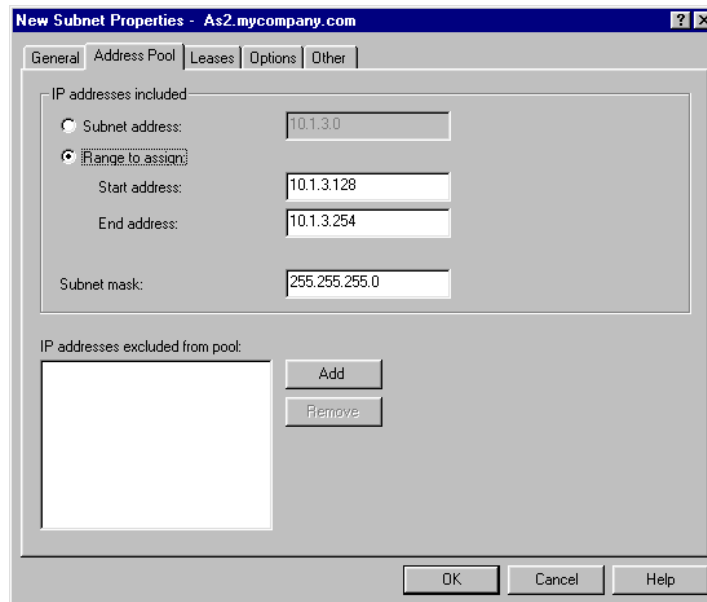 New Subnet Properties - As2.mycompany.com
General Address Pool Leases Options Other
IP addresses included
Subnet address: 10.1.3.0
Range to assign:
Start address: 10.1.3.128
End address: 10.1.3.254
Subnet mask: 255.255.255.0
IP addresses excluded from pool:
Add
Remove
OK Cancel Help